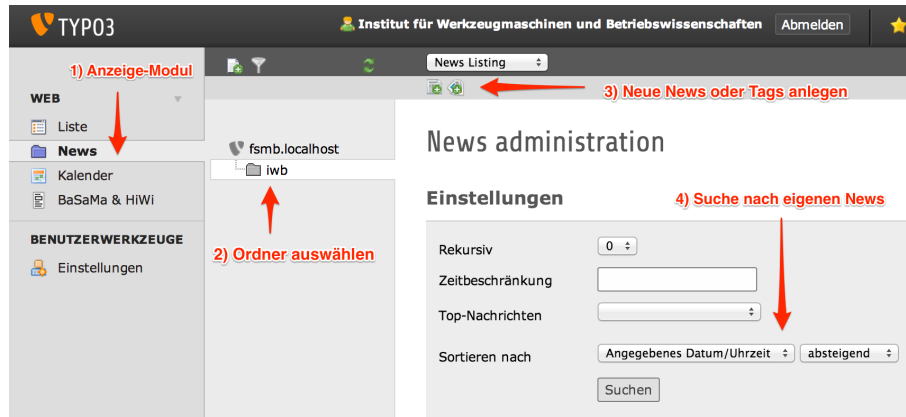 TYPO3
Institut für Werkzeugmaschinen und Betriebswissenschaften
Abmelden
1) Anzeige-Modul
News Listing
3) Neue News oder Tags anlegen
WEB
Liste
News
Kalender
BaSaMa & HiWi
BENUTZERWERKZEUGE
Einstellungen
fsmb.localhost
iwb
2) Ordner auswählen
News administration
Einstellungen
4) Suche nach eigenen News
Rekursiv
0
Zeitbeschränkung
Top-Nachrichten
Sortieren nach
Angegebenes Datum/Uhrzeit
absteigend
Suchen